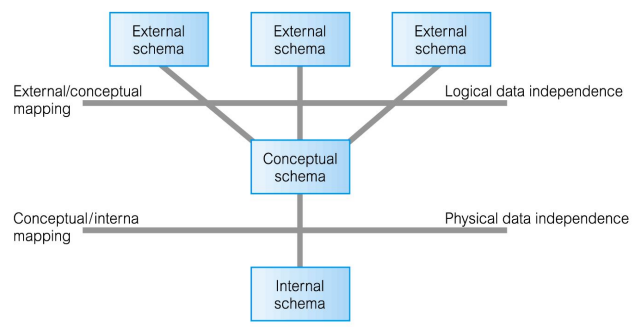 External
schema
External
schema
External
schema
External/conceptual
mapping
Logical data independence
Conceptual
schema
Conceptual/interna
mapping
Physical data independence
Internal
schema